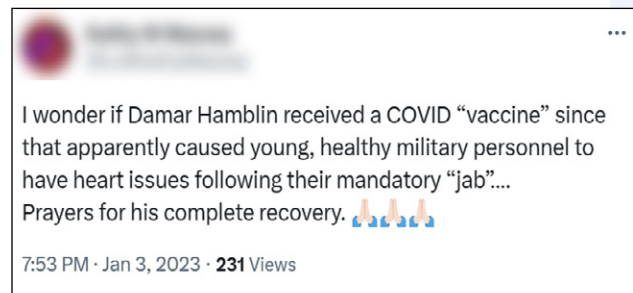 I wonder if Damar Hamblin received a COVID “vaccine” since
that apparently caused young, healthy military personnel to
have heart issues following their mandatory “jab”....
Prayers for his complete recovery. 🙏🏻🙏🏻🙏🏻
7:53 PM · Jan 3, 2023 · 231 Views